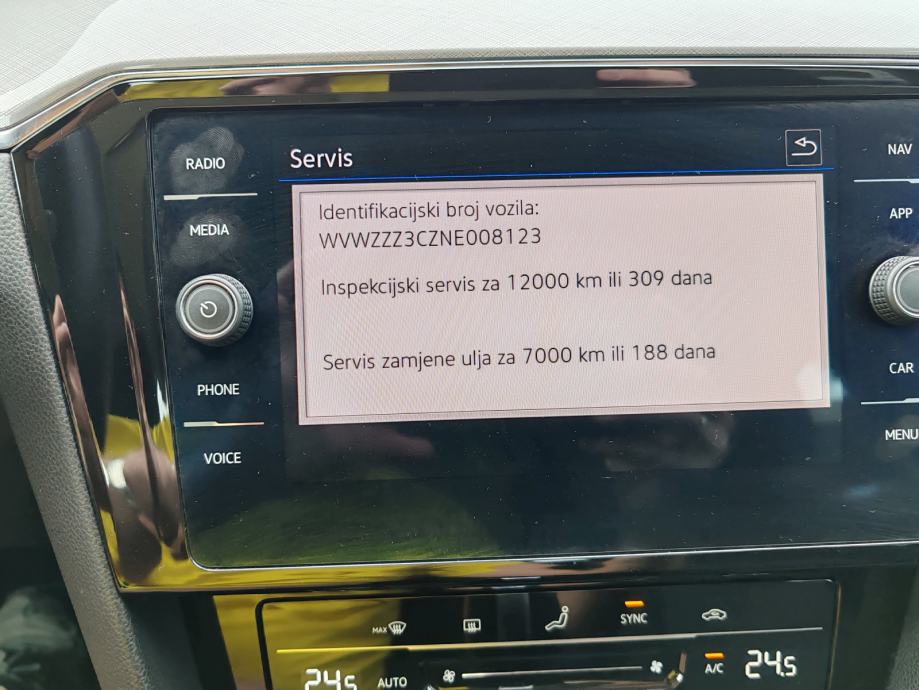 RADIO
MEDIA
PHONE
VOICE
Servis
Identifikacijski broj vozila:
WVWZZZ3CZNE008123
Inspekcijski servis za 12000 km ili 309 dana
Servis zamjene ulja za 7000 km ili 188 dana
NAV
APP
CAR
MENU
MAX
SYNC
24.5
AUTO
A/C
24.5